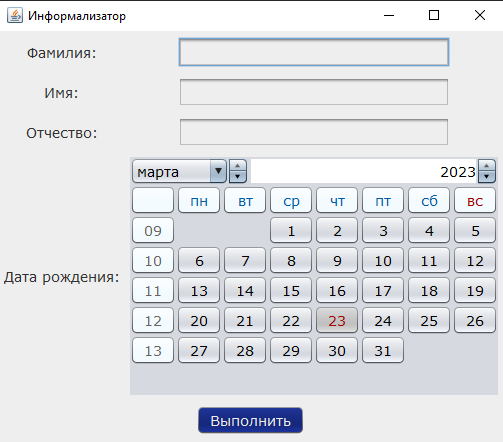 Информализатор
Фамилия:
Имя:
Отчество:
Дата рождения:
марта 2023
пн вт ср чт пт сб вс
09 1 2 3 4 5
10 6 7 8 9 10 11 12
11 13 14 15 16 17 18 19
12 20 21 22 23 24 25 26
13 27 28 29 30 31
Выполнить